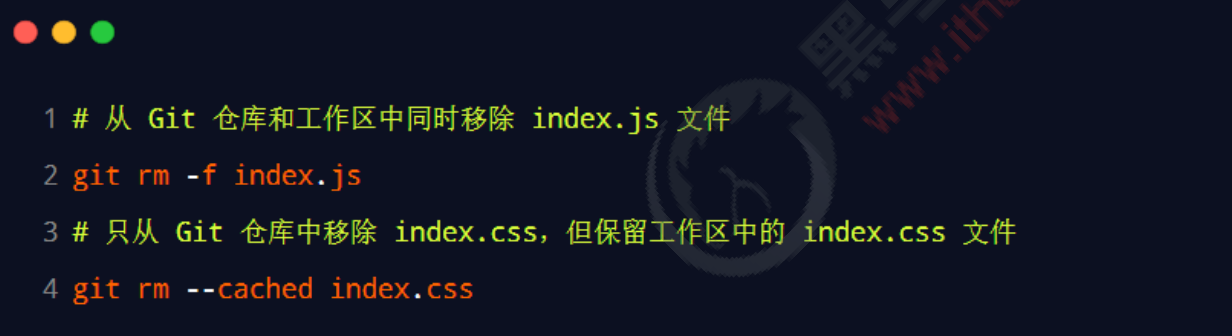 1 # 从 Git 仓库和工作区中同时移除 index.js 文件
2 git rm -f index.js
3 # 只从 Git 仓库中移除 index.css，但保留工作区中的 index.css 文件
4 git rm --cached index.css
黑
www.ith